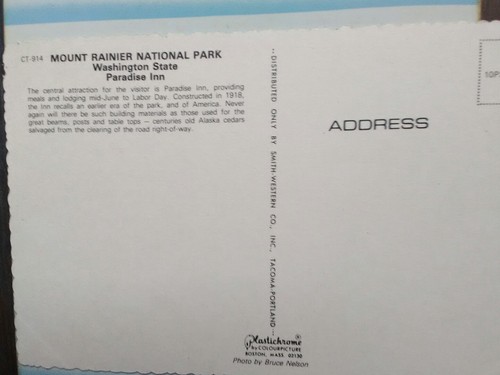 CT-914 MOUNT RAINIER NATIONAL PARK
Washington State
Paradise Inn
The central attraction for the visitor is Paradise Inn, providing
meals and lodging mid-June to Labor Day. Constructed in 1918,
the Inn recalls an earlier era of the park, and of America. Never
again will there be such building materials as those used for the
great beams, posts and table tops — centuries old Alaska cedars
salvaged from the clearing of the road right-of-way.
--DISTRIBUTED ONLY BY SMITH-WESTERN CO., INC., TACOMA-PORTLAND--
ADDRESS
10P
Plastichrome®
by COLOURPICTURE
BOSTON, MASS 02130
Photo by Bruce Nelson